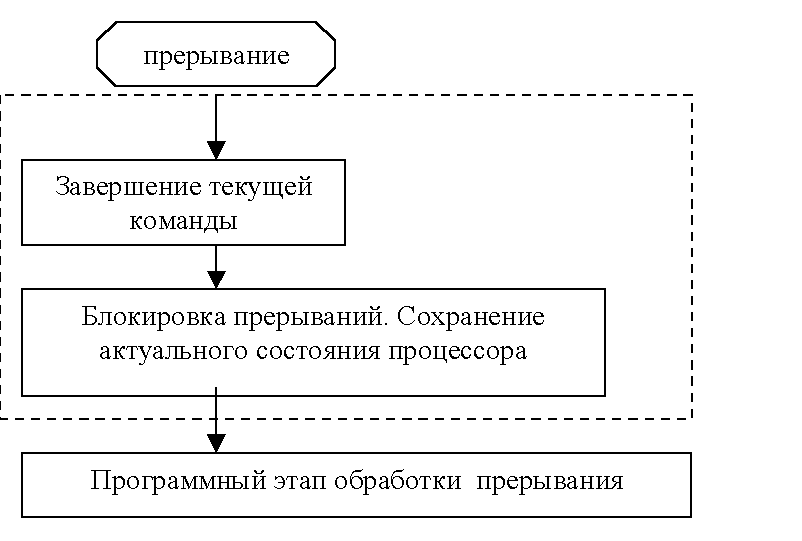 прерывание
Завершение текущей
команды
Блокировка прерываний. Сохранение
актуального состояния процессора
Программный этап обработки прерывания